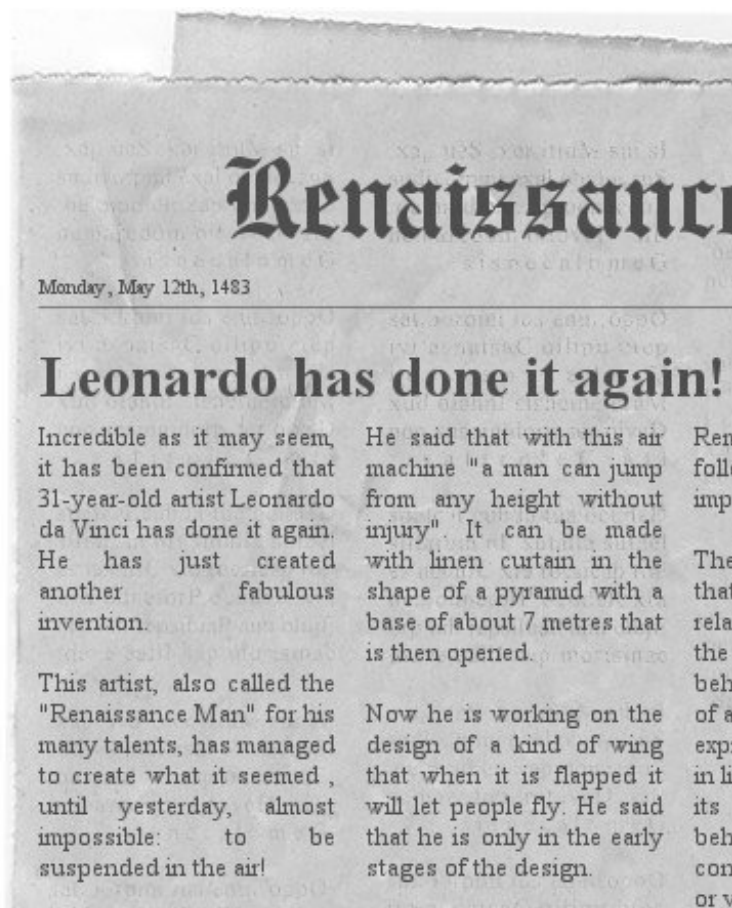 Renaissance
Monday, May 12th, 1483
Leonardo has done it again!
Incredible as it may seem,
it has been confirmed that
31-year-old artist Leonardo
da Vinci has done it again.
He has just created
another fabulous
invention.
This artist, also called the
"Renaissance Man" for his
many talents, has managed
to create what it seemed ,
until yesterday, almost
impossible: to be
suspended in the air!
He said that with this air
machine "a man can jump
from any height without
injury". It can be made
with linen curtain in the
shape of a pyramid with a
base of about 7 metres that
is then opened.
Now he is working on the
design of a kind of wing
that when it is flapped it
will let people fly. He said
that he is only in the early
stages of the design.